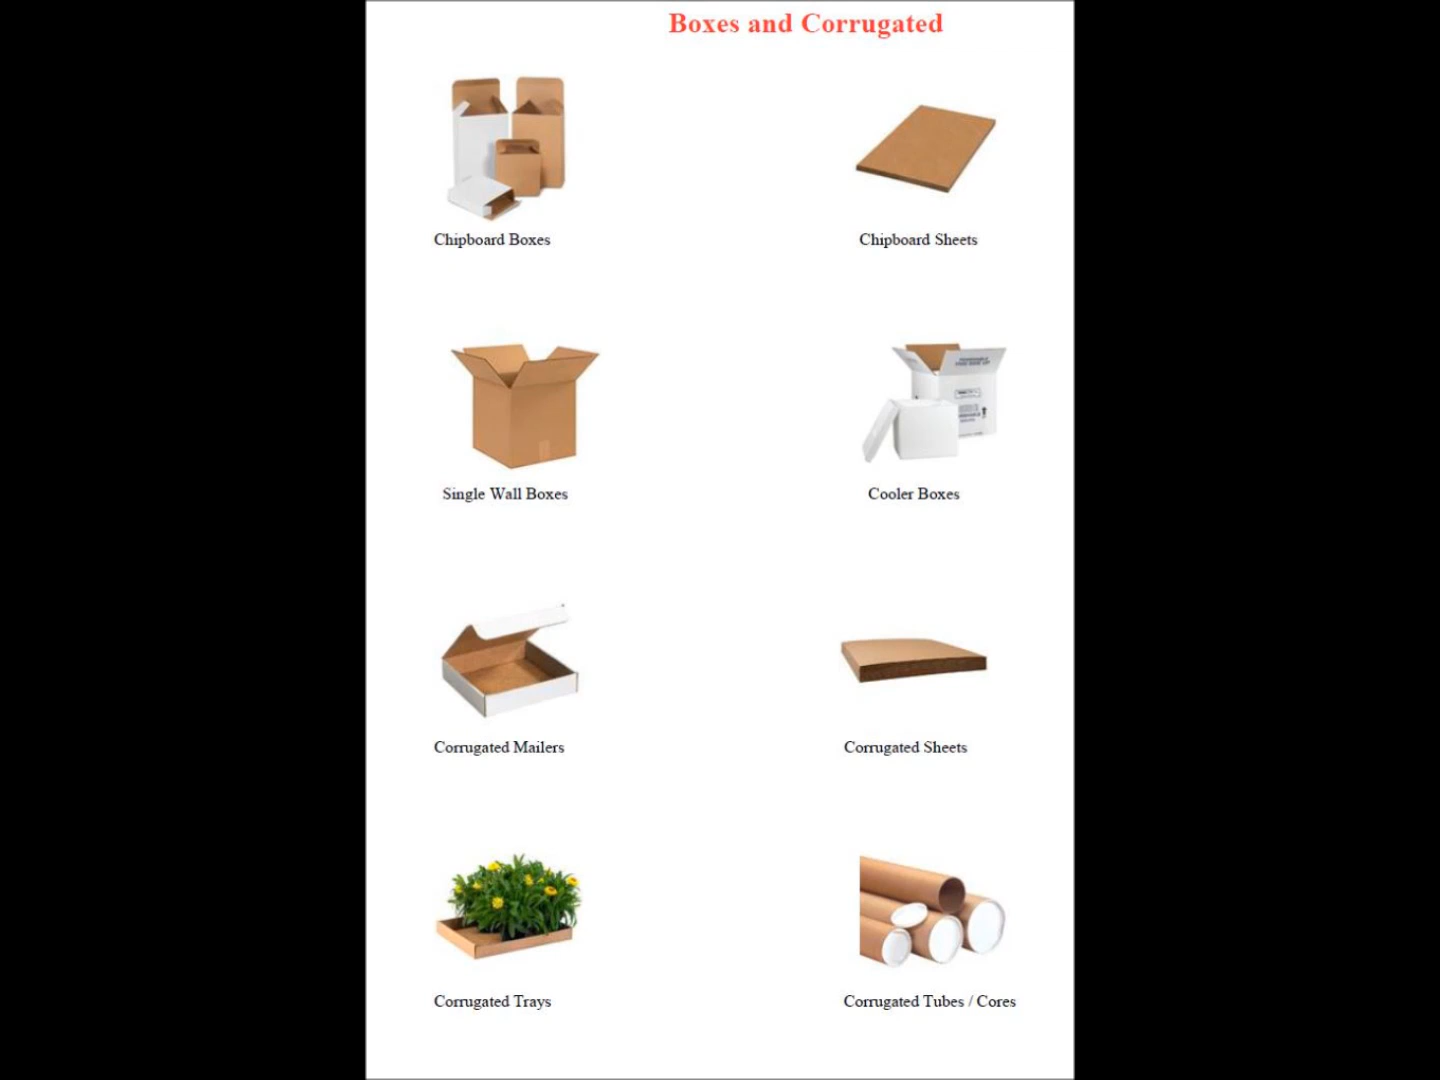 Boxes and Corrugated
Chipboard Boxes
Chipboard Sheets
Single Wall Boxes
Cooler Boxes
Corrugated Mailers
Corrugated Sheets
Corrugated Trays
Corrugated Tubes / Cores